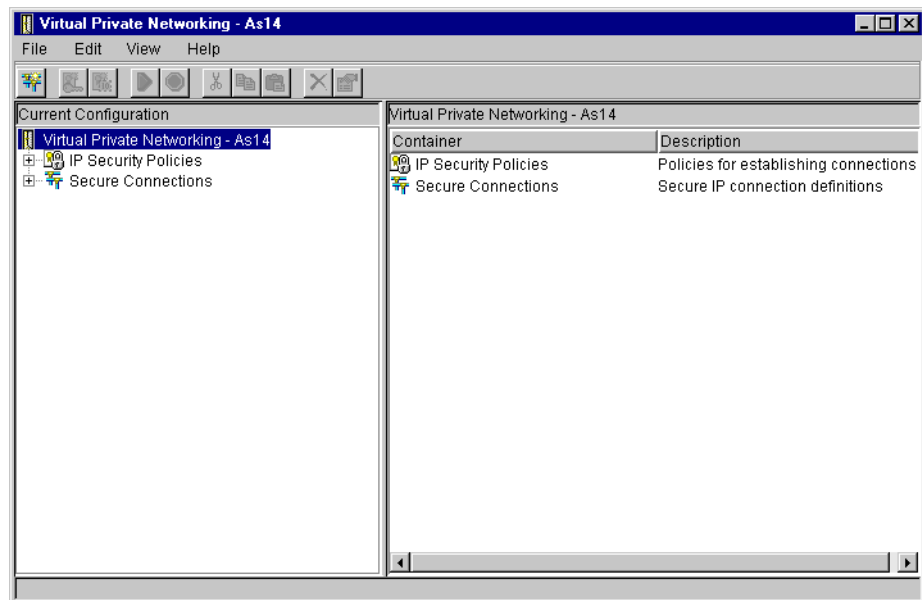 Virtual Private Networking - As14
File Edit View Help
Current Configuration
Virtual Private Networking - As14
IP Security Policies
Secure Connections
Virtual Private Networking - As14
Container Description
IP Security Policies Policies for establishing connections
Secure Connections Secure IP connection definitions